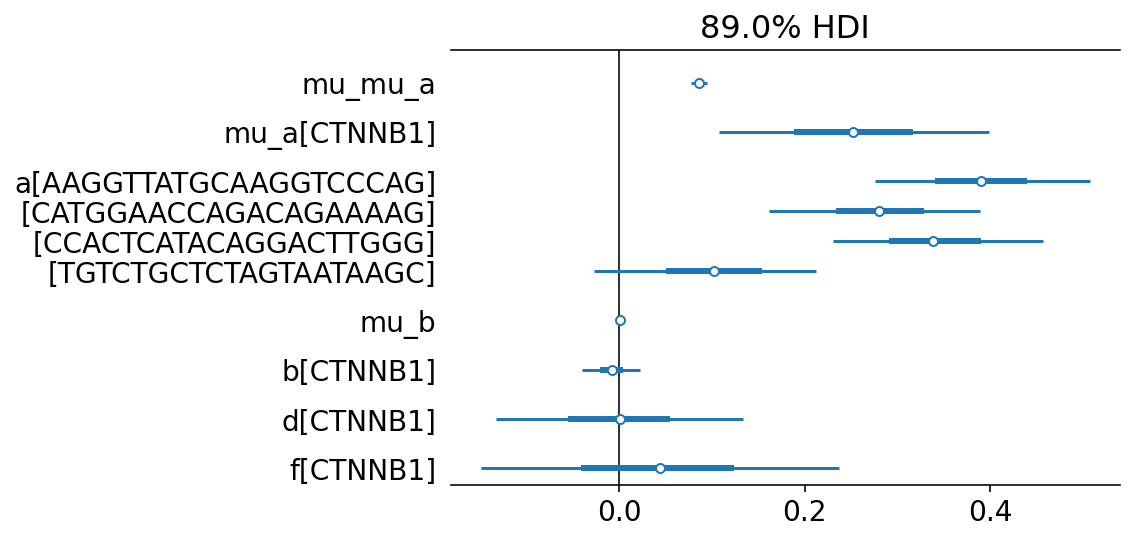 89.0% HDI
mu_mu_a
mu_a[CTNNB1]
a[AAGGTTATGCAAGGTCCCAG]
[CATGGAACCAGACAGAAAAG]
[CCACTCATACAGGACTTGGG]
[TGTCTGCTCTAGTAATAAGC]
mu_b
b[CTNNB1]
d[CTNNB1]
f[CTNNB1]
0.0 0.2 0.4